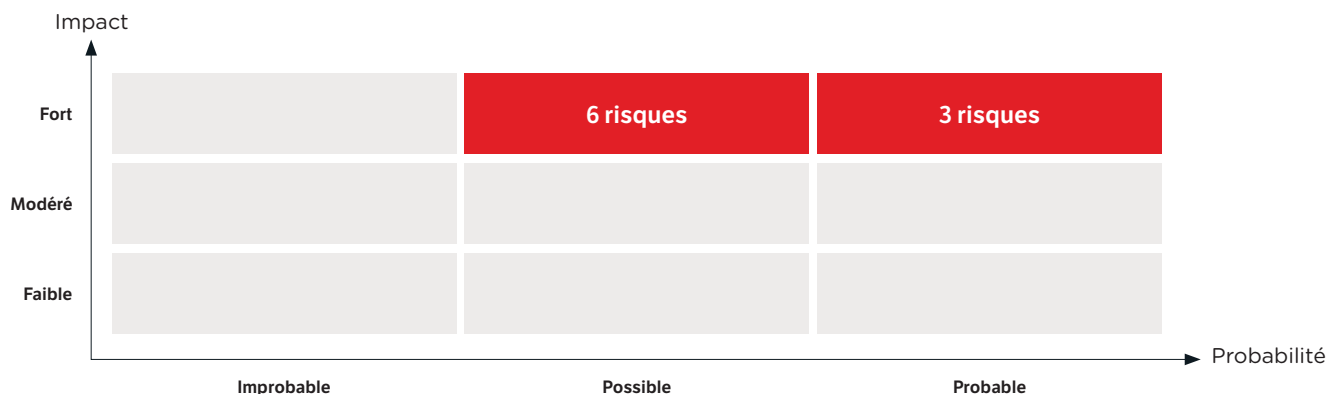 Impact
Fort
6 risques
3 risques
Modéré
Faible
Probabilité
Improbable
Possible
Probable